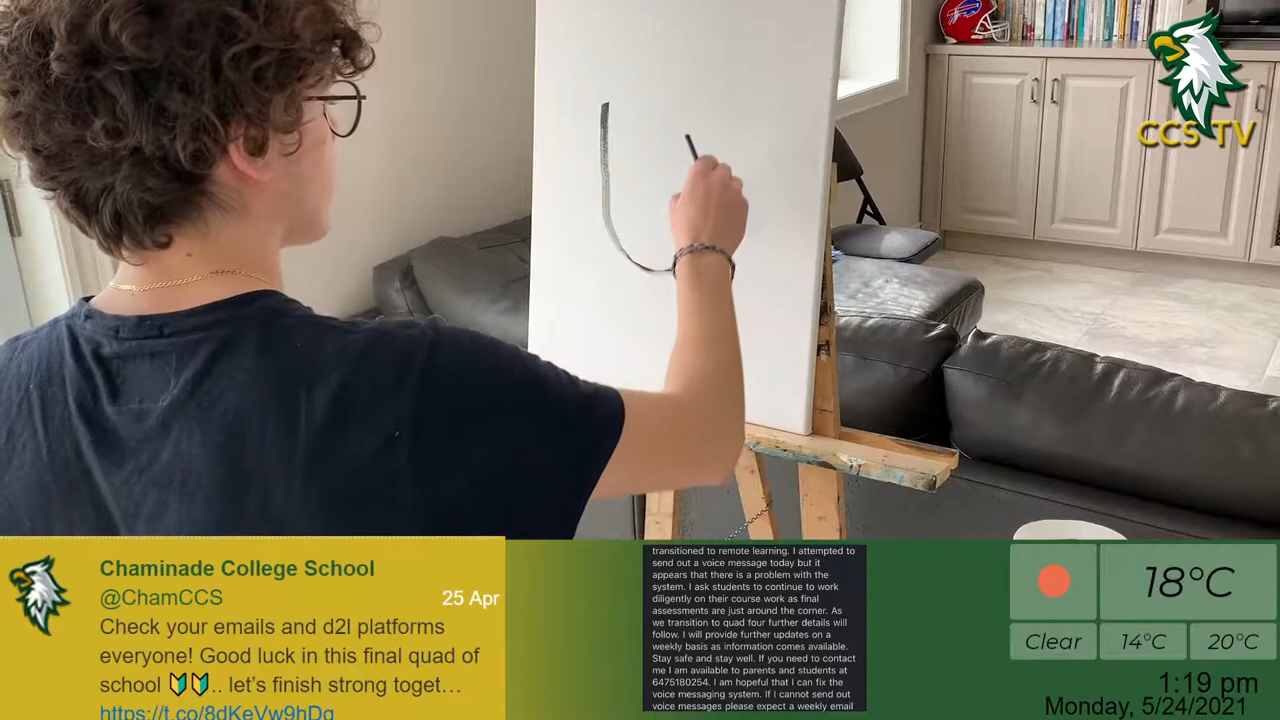 CCS TV
Chaminade College School
@ChamCCS
25 Apr
Check your emails and d2l platforms
everyone! Good luck in this final quad of
school 🔰🔰.. let's finish strong toget…
https://t.co/8dKeVw9hDg
transitioned to remote learning. I attempted to
send out a voice message today but it
appears that there is a problem with the
system. I ask students to continue to work
diligently on their course work as final
assessments are just around the corner. As
we transition to quad four further details will
follow. I will provide further updates on a
weekly basis as information comes available.
Stay safe and stay well. If you need to contact
me I am available to parents and students at
6475180254. I am hopeful that I can fix the
voice messaging system. If I cannot send out
voice messages please expect a weekly email
18°C
Clear
14°C
20°C
1:19 pm
Monday, 5/24/2021